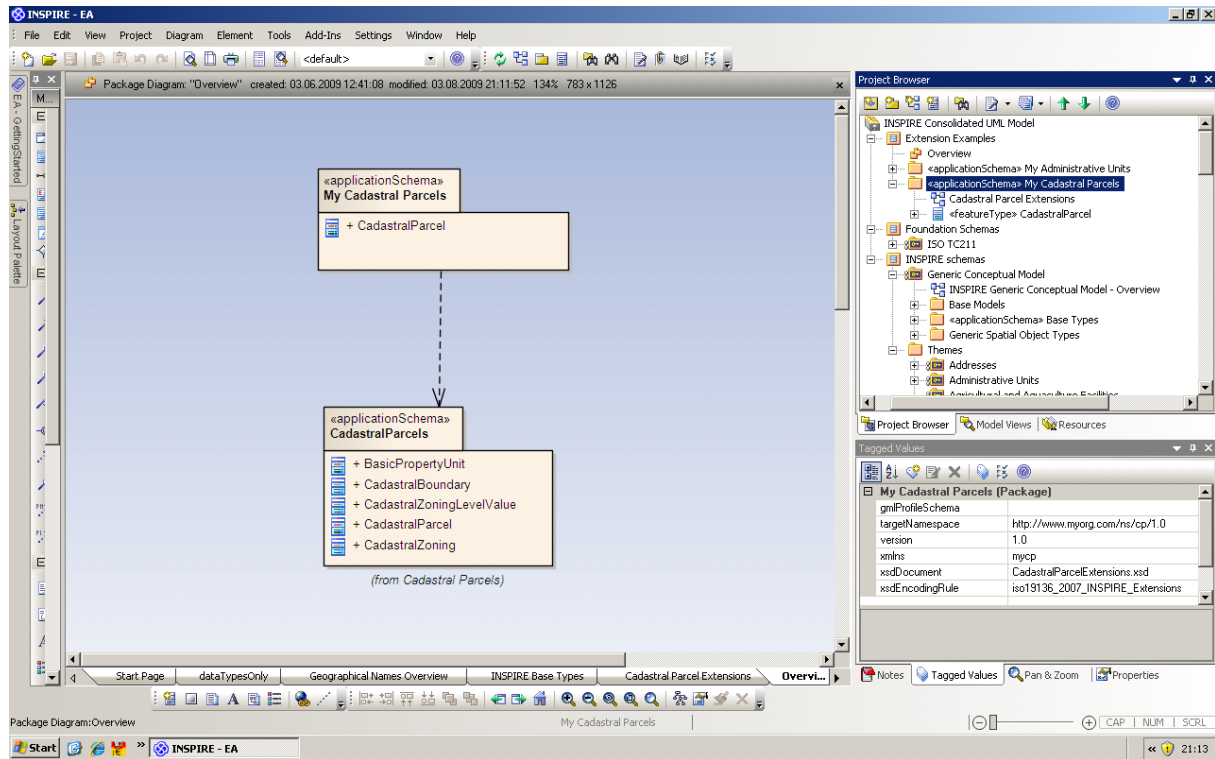 INSPIRE - EA
File Edit View Project Diagram Element Tools Add-Ins Settings Window Help
<default>
EA - GettingStarted
Layout Palette
M...
Package Diagram: "Overview" created: 03.06.2009 12:41:08 modified: 03.08.2009 21:11:52 134% 783 x 1126
«applicationSchema»
My Cadastral Parcels
+ CadastralParcel
«applicationSchema»
CadastralParcels
+ BasicPropertyUnit
+ CadastralBoundary
+ CadastralZoningLevelValue
+ CadastralParcel
+ CadastralZoning
(from Cadastral Parcels)
Start Page dataTypesOnly Geographical Names Overview INSPIRE Base Types Cadastral Parcel Extensions Overvi...
Project Browser
INSPIRE Consolidated UML Model
Extension Examples
Overview
«applicationSchema» My Administrative Units
«applicationSchema» My Cadastral Parcels
Cadastral Parcel Extensions
«featureType» CadastralParcel
Foundation Schemas
ISO TC211
INSPIRE schemas
Generic Conceptual Model
INSPIRE Generic Conceptual Model - Overview
Base Models
«applicationSchema» Base Types
Generic Spatial Object Types
Themes
Addresses
Administrative Units
Agricultural and Aquaculture Facilities
Project Browser Model Views Resources
Tagged Values
My Cadastral Parcels (Package)
gmlProfileSchema
targetNamespace http://www.myorg.com/ns/cp/1.0
version 1.0
xmlns mycp
xsdDocument CadastralParcelExtensions.xsd
xsdEncodingRule iso19136_2007_INSPIRE_Extensions
Notes Tagged Values Pan & Zoom Properties
Package Diagram:Overview My Cadastral Parcels CAP NUM SCRL
Start INSPIRE - EA 21:13